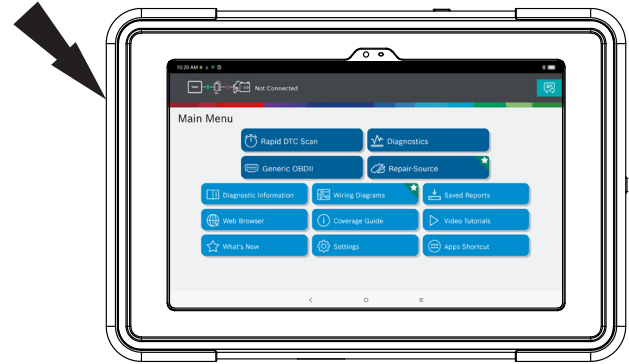 10:20 AM
Not Connected
Main Menu
Rapid DTC Scan
Diagnostics
Generic OBDII
Repair-Source
Diagnostic Information
Wiring Diagrams
Saved Reports
Web Browser
Coverage Guide
Video Tutorials
What's New
Settings
Apps Shortcut